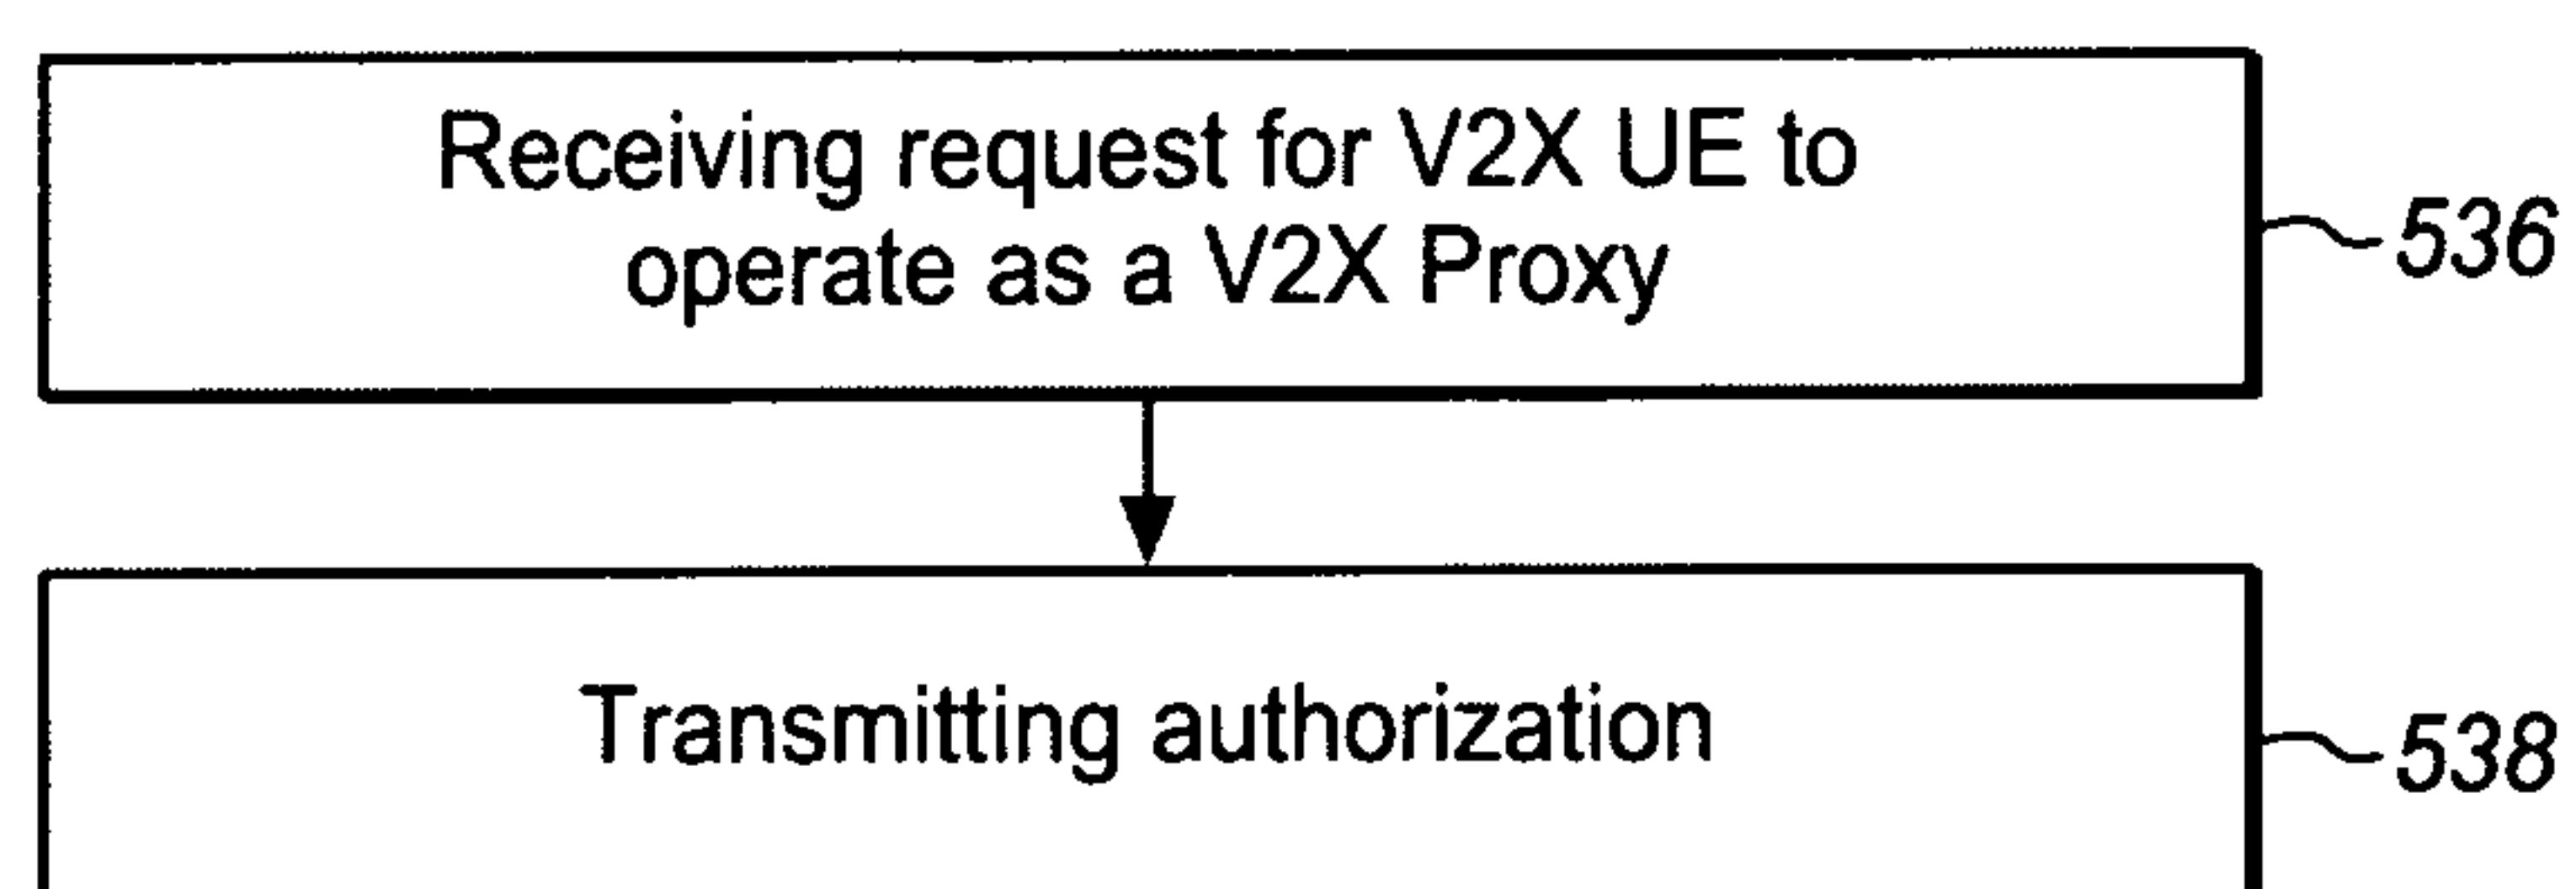 Receiving request for V2X UE to
operate as a V2X Proxy
536
Transmitting authorization
538